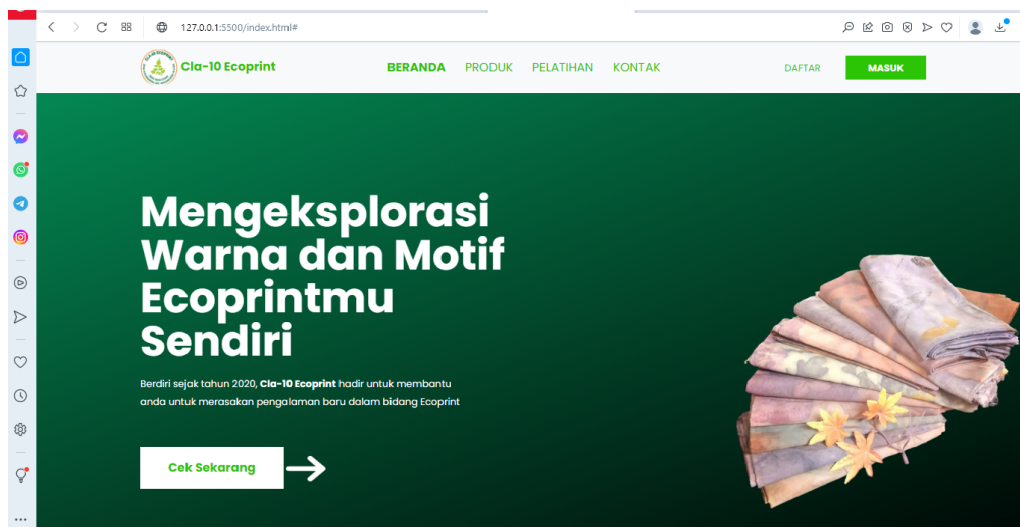 127.0.0.1:5500/index.html#
Cla-10 Ecoprint
BERANDA PRODUK PELATIHAN KONTAK
DAFTAR MASUK
Mengeksplorasi
Warna dan Motif
Ecoprintmu
Sendiri
Berdiri sejak tahun 2020, Cla-10 Ecoprint hadir untuk membantu
anda untuk merasakan pengalaman baru dalam bidang Ecoprint
Cek Sekarang